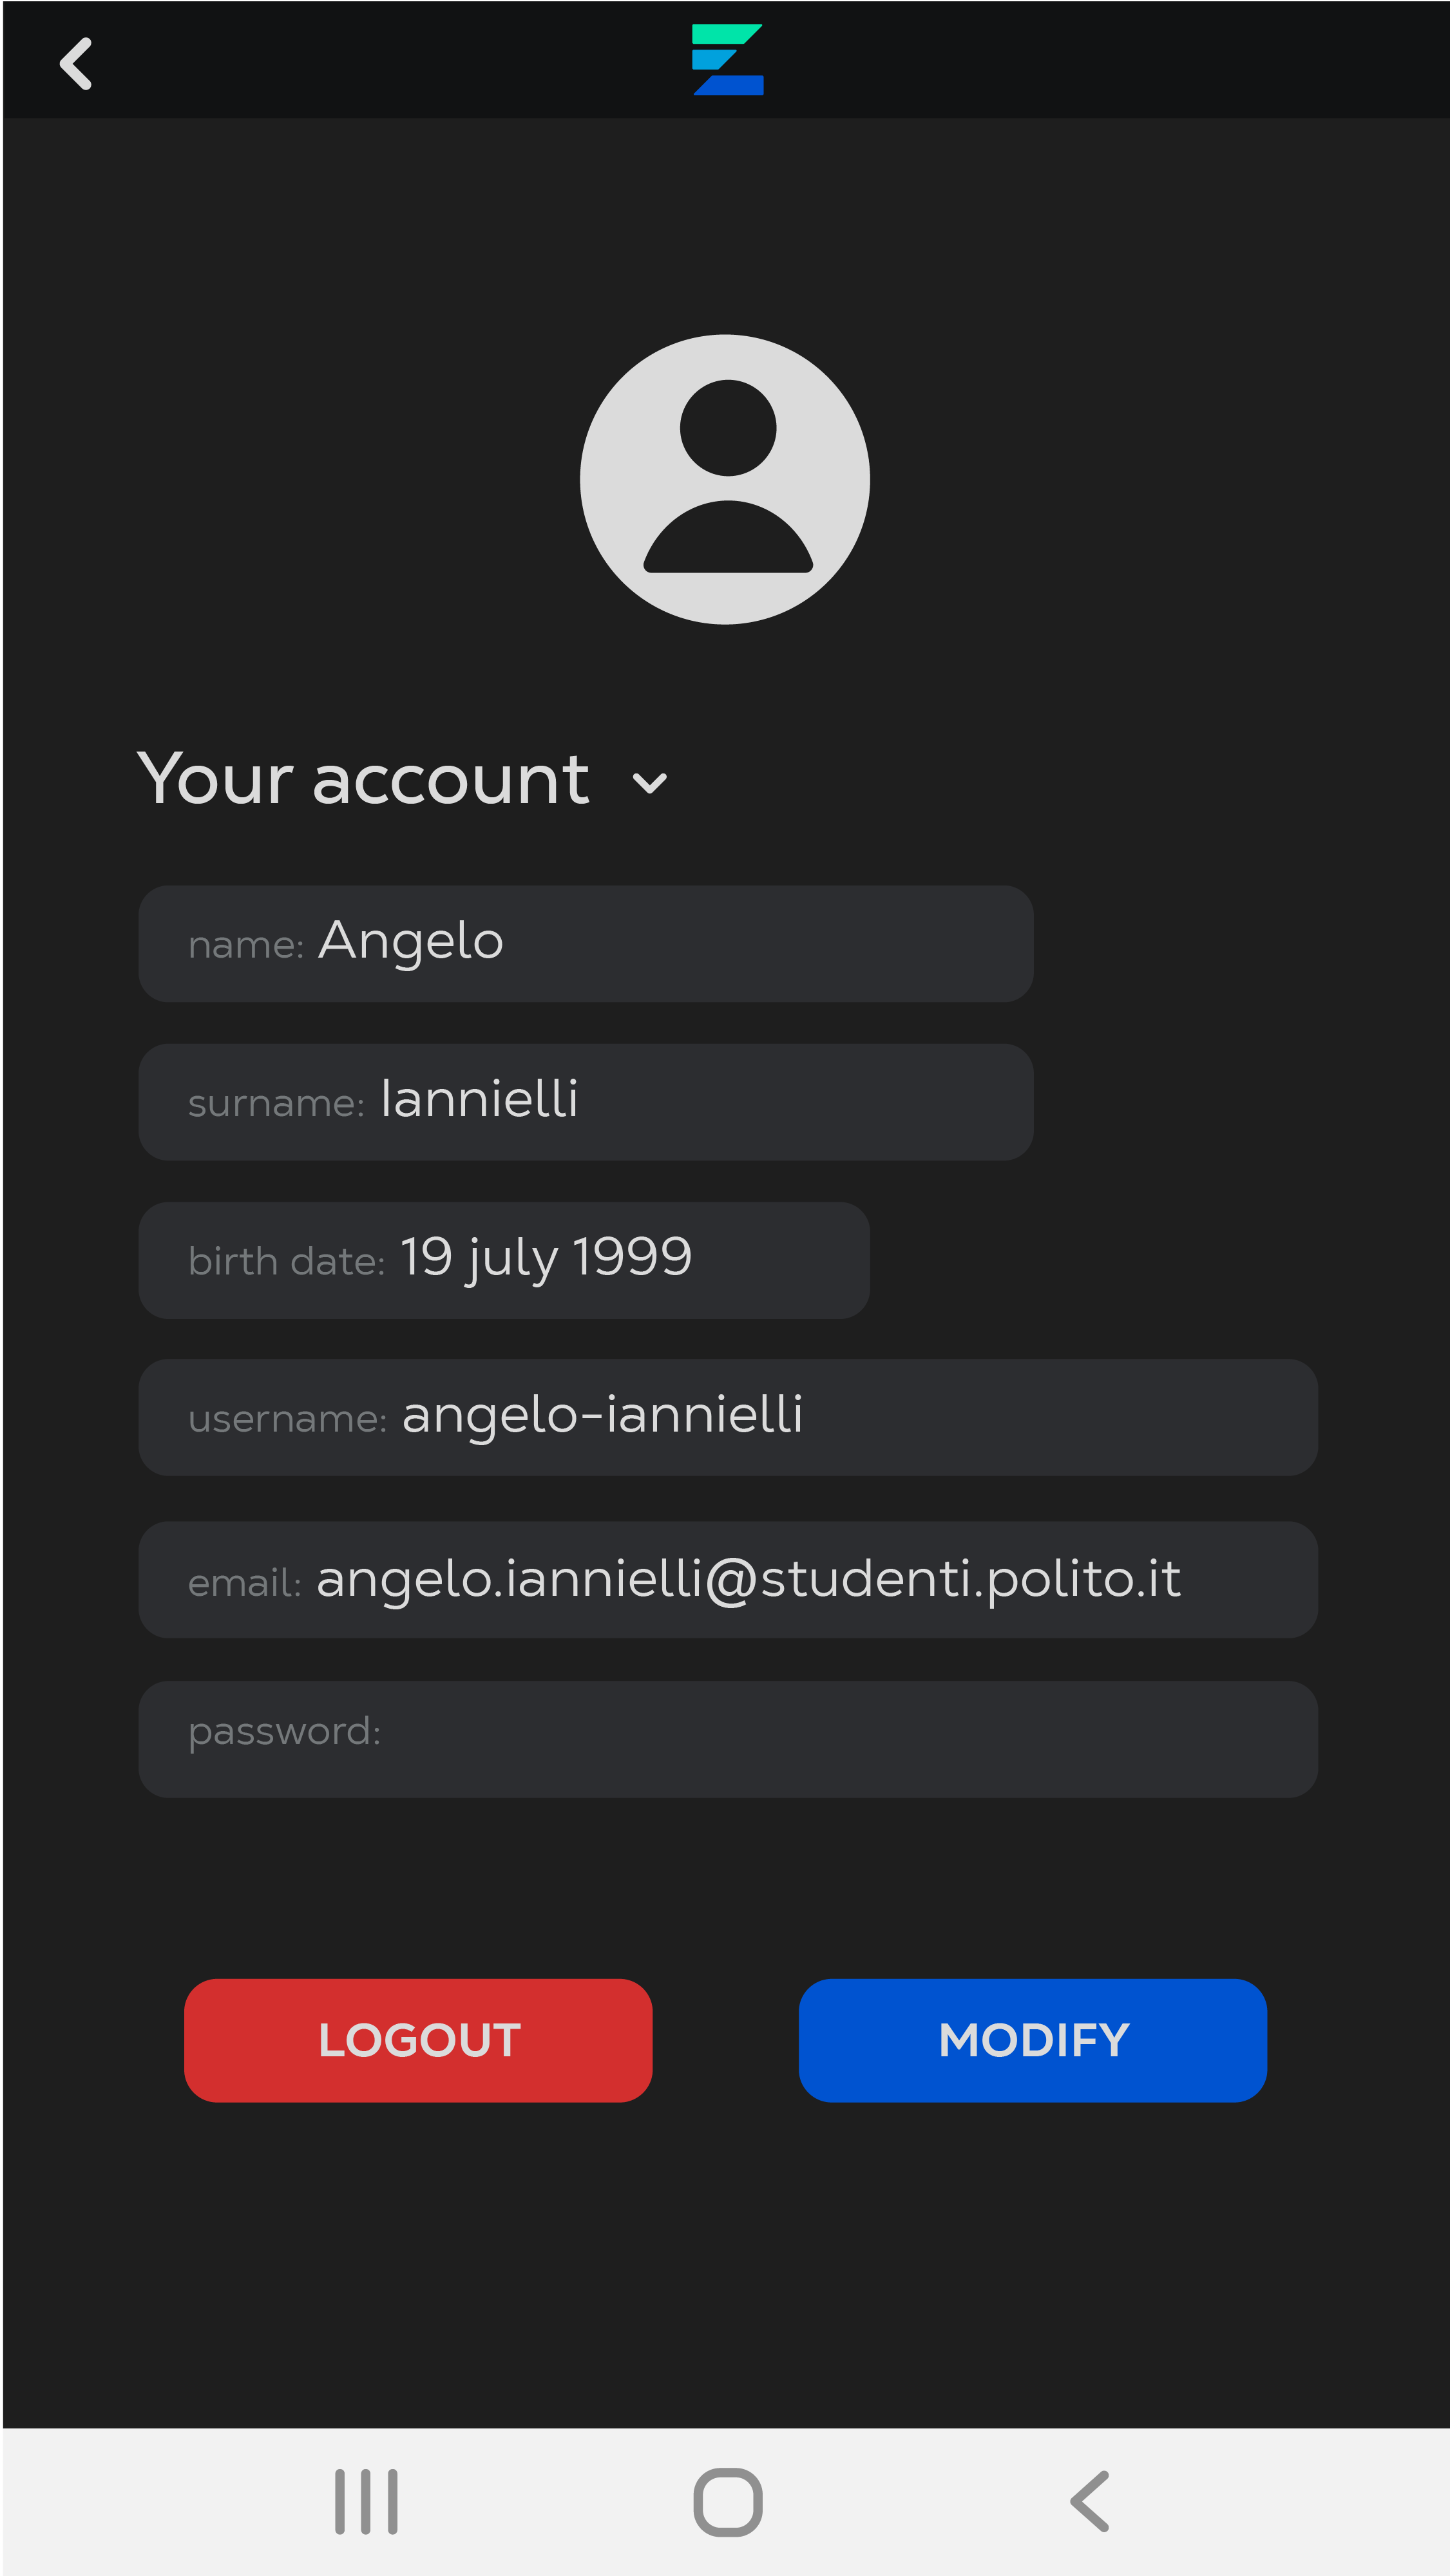 Your account
name: Angelo
surname: Iannielli
birth date: 19 july 1999
username: angelo-iannielli
email: angelo.iannielli@studenti.polito.it
password:
LOGOUT
MODIFY